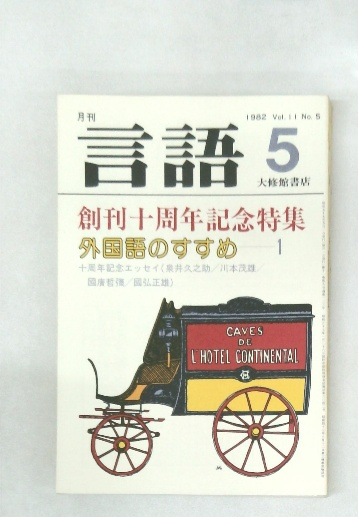 月刊
1982 Vol.11 No.5
言語 5
大修館書店
創刊十周年記念特集
外国語のすすめ——1
十周年記念エッセイ(泉井久之助/川本茂雄/
國廣哲彌/國弘正雄)
CAVES
DE
L'HOTEL CONTINENTAL